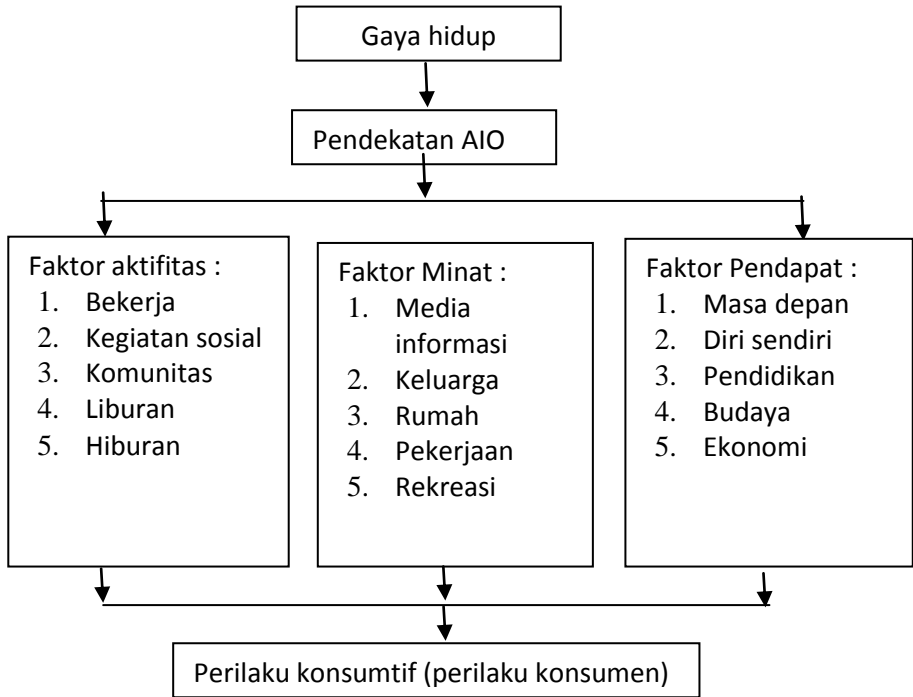 Gaya hidup
Pendekatan AIO
Faktor aktifitas :
1. Bekerja
2. Kegiatan sosial
3. Komunitas
4. Liburan
5. Hiburan
Faktor Minat :
1. Media
informasi
2. Keluarga
3. Rumah
4. Pekerjaan
5. Rekreasi
Faktor Pendapat :
1. Masa depan
2. Diri sendiri
3. Pendidikan
4. Budaya
5. Ekonomi
Perilaku konsumtif (perilaku konsumen)